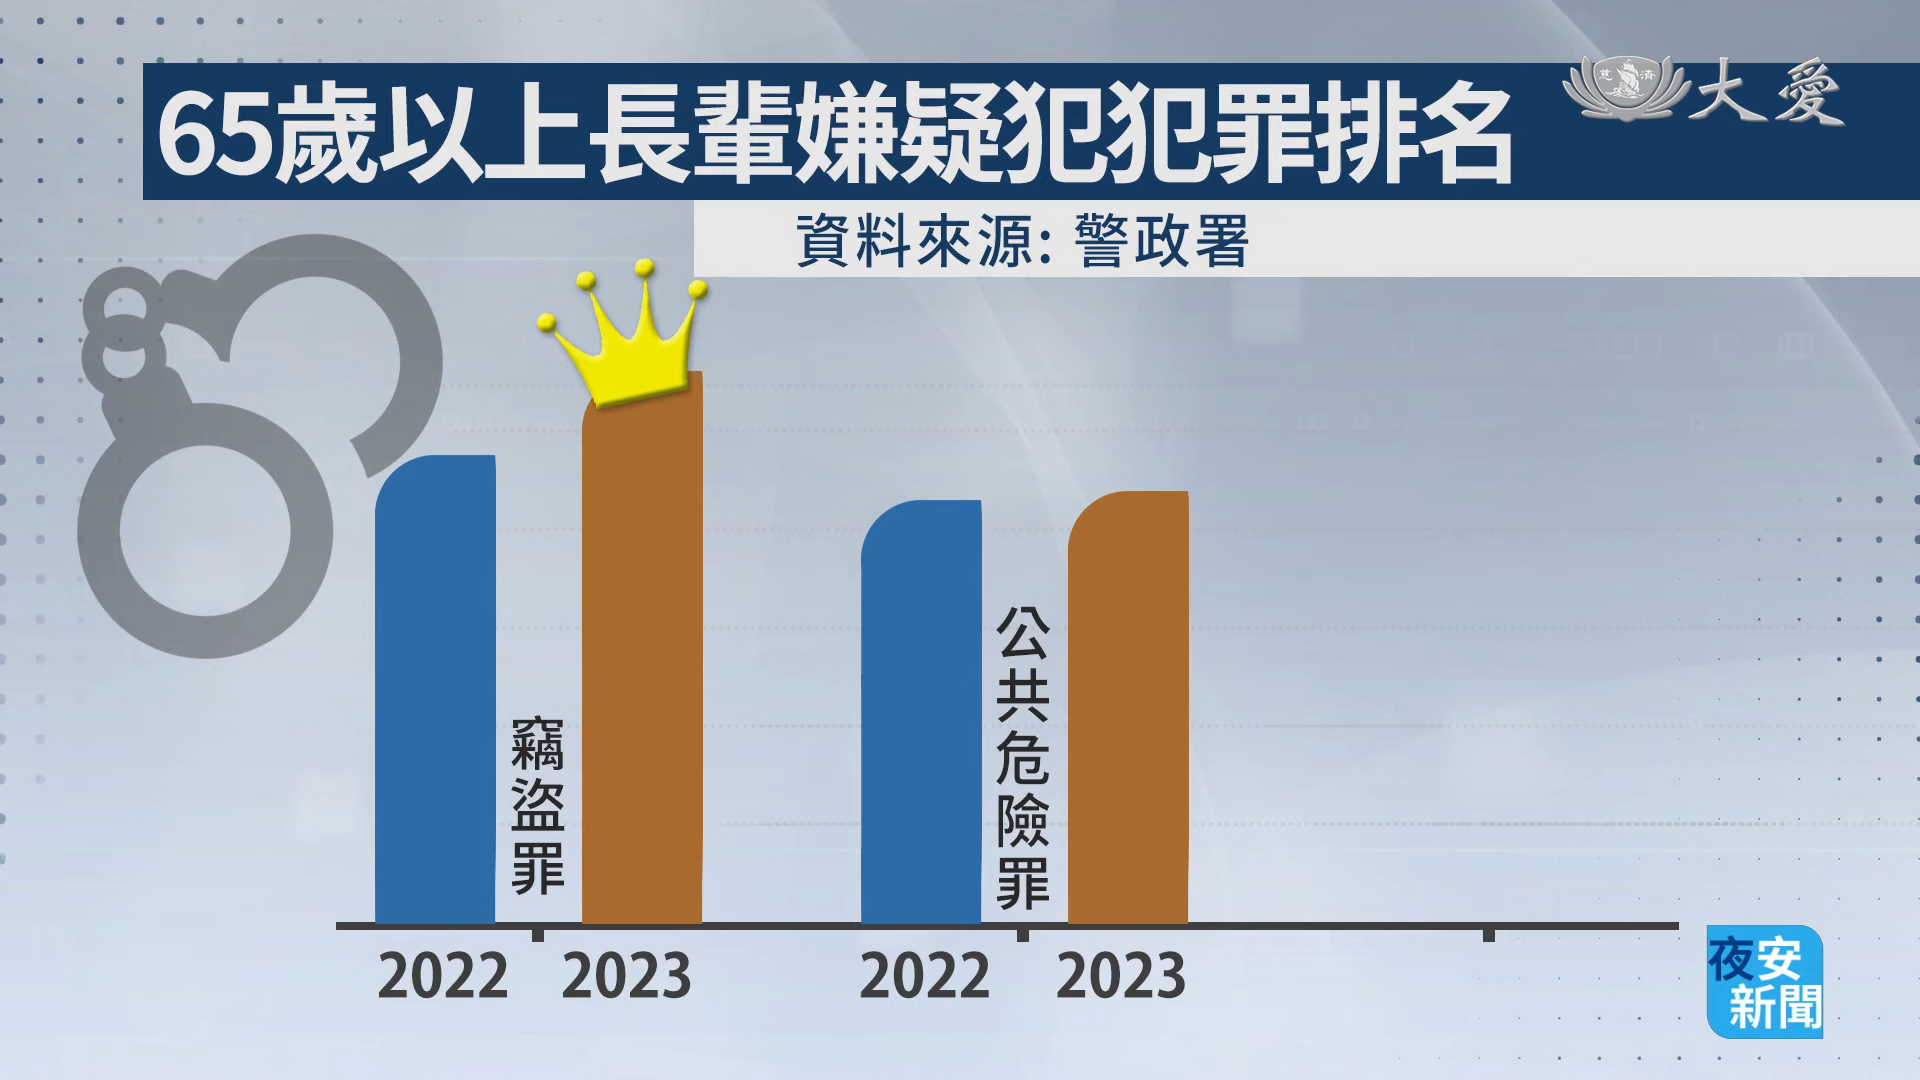 65歲以上長輩嫌疑犯犯罪排名
慈濟
大愛
資料來源: 警政署
竊盜罪
公共危險罪
2022
2023
2022
2023
夜安
新聞